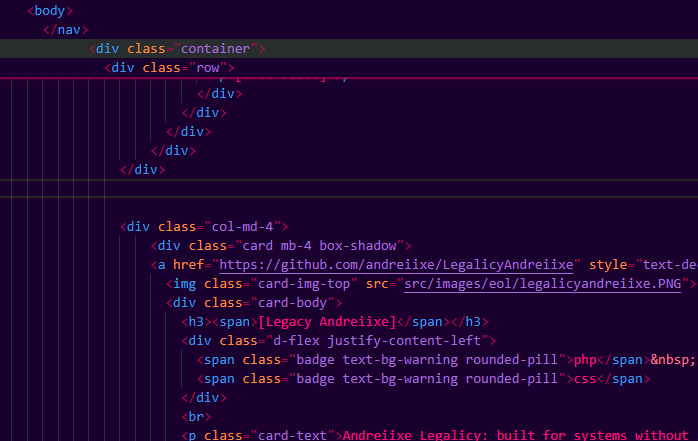 <body>
</nav>
<div class="container">
<div class="row">
</div>
</div>
</div>
</div>
</div>
<div class="col-md-4">
<div class="card mb-4 box-shadow">
<a href="https://github.com/andreiixe/LegalicyAndreiixe" style="text-de
<img class="card-img-top" src="src/images/eol/legalicyandreiixe.PNG">
<div class="card-body">
<h3><span>[Legacy Andreiixe]</span></h3>
<div class="d-flex justify-content-left">
<span class="badge text-bg-warning rounded-pill">php</span>&nbsp;
<span class="badge text-bg-warning rounded-pill">css</span>
</div>
<br>
<p class="card-text">Andreiixe Legalicy: built for systems without